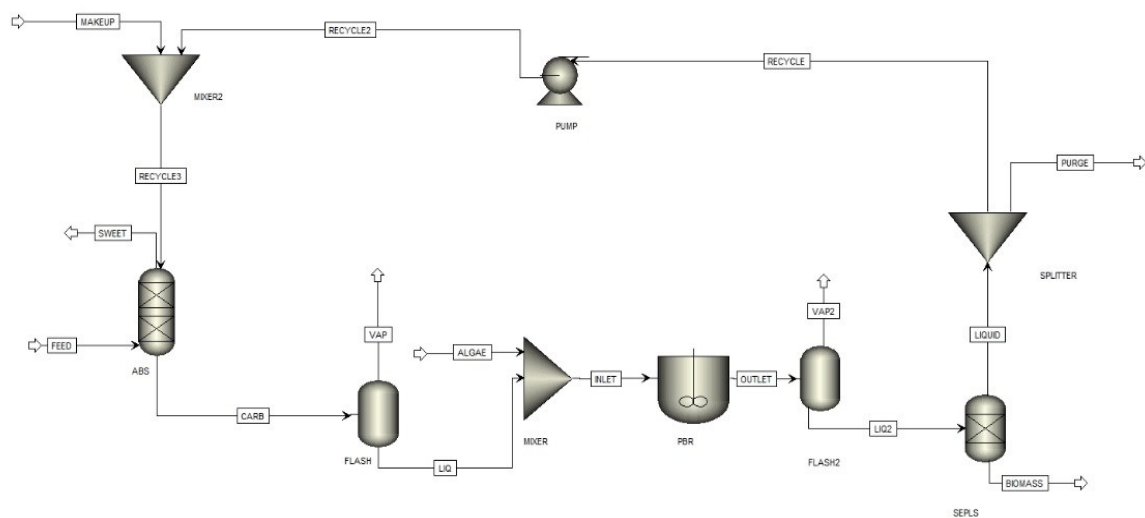 MAKEUP
RECYCLE2
RECYCLE
MIXER2
PUMP
PURGE
RECYCLE3
SWEET
SPLITTER
VAP
VAP2
LIQUID
FEED
ALGAE
ABS
INLET
OUTLET
CARB
LIQ2
MIXER
PBR
FLASH
LIQ
FLASH2
BIOMASS
SEPLS